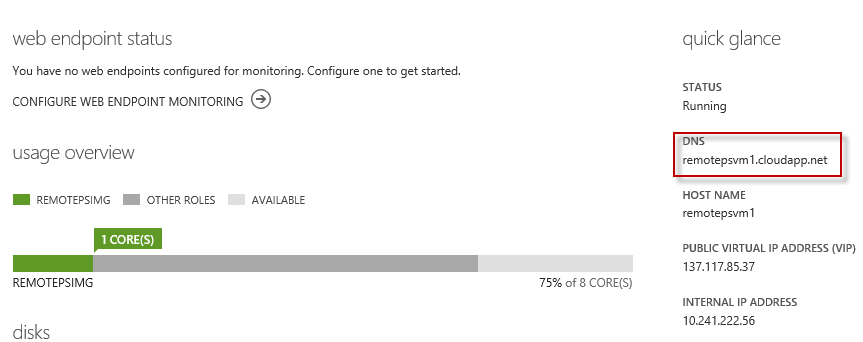 web endpoint status
You have no web endpoints configured for monitoring. Configure one to get started.
CONFIGURE WEB ENDPOINT MONITORING
usage overview
REMOTEPSIMG OTHER ROLES AVAILABLE
1 CORE(S)
REMOTEPSIMG 75% of 8 CORE(S)
disks
quick glance
STATUS
Running
DNS
remotepsvm1.cloudapp.net
HOST NAME
remotepsvm1
PUBLIC VIRTUAL IP ADDRESS (VIP)
137.117.85.37
INTERNAL IP ADDRESS
10.241.222.56